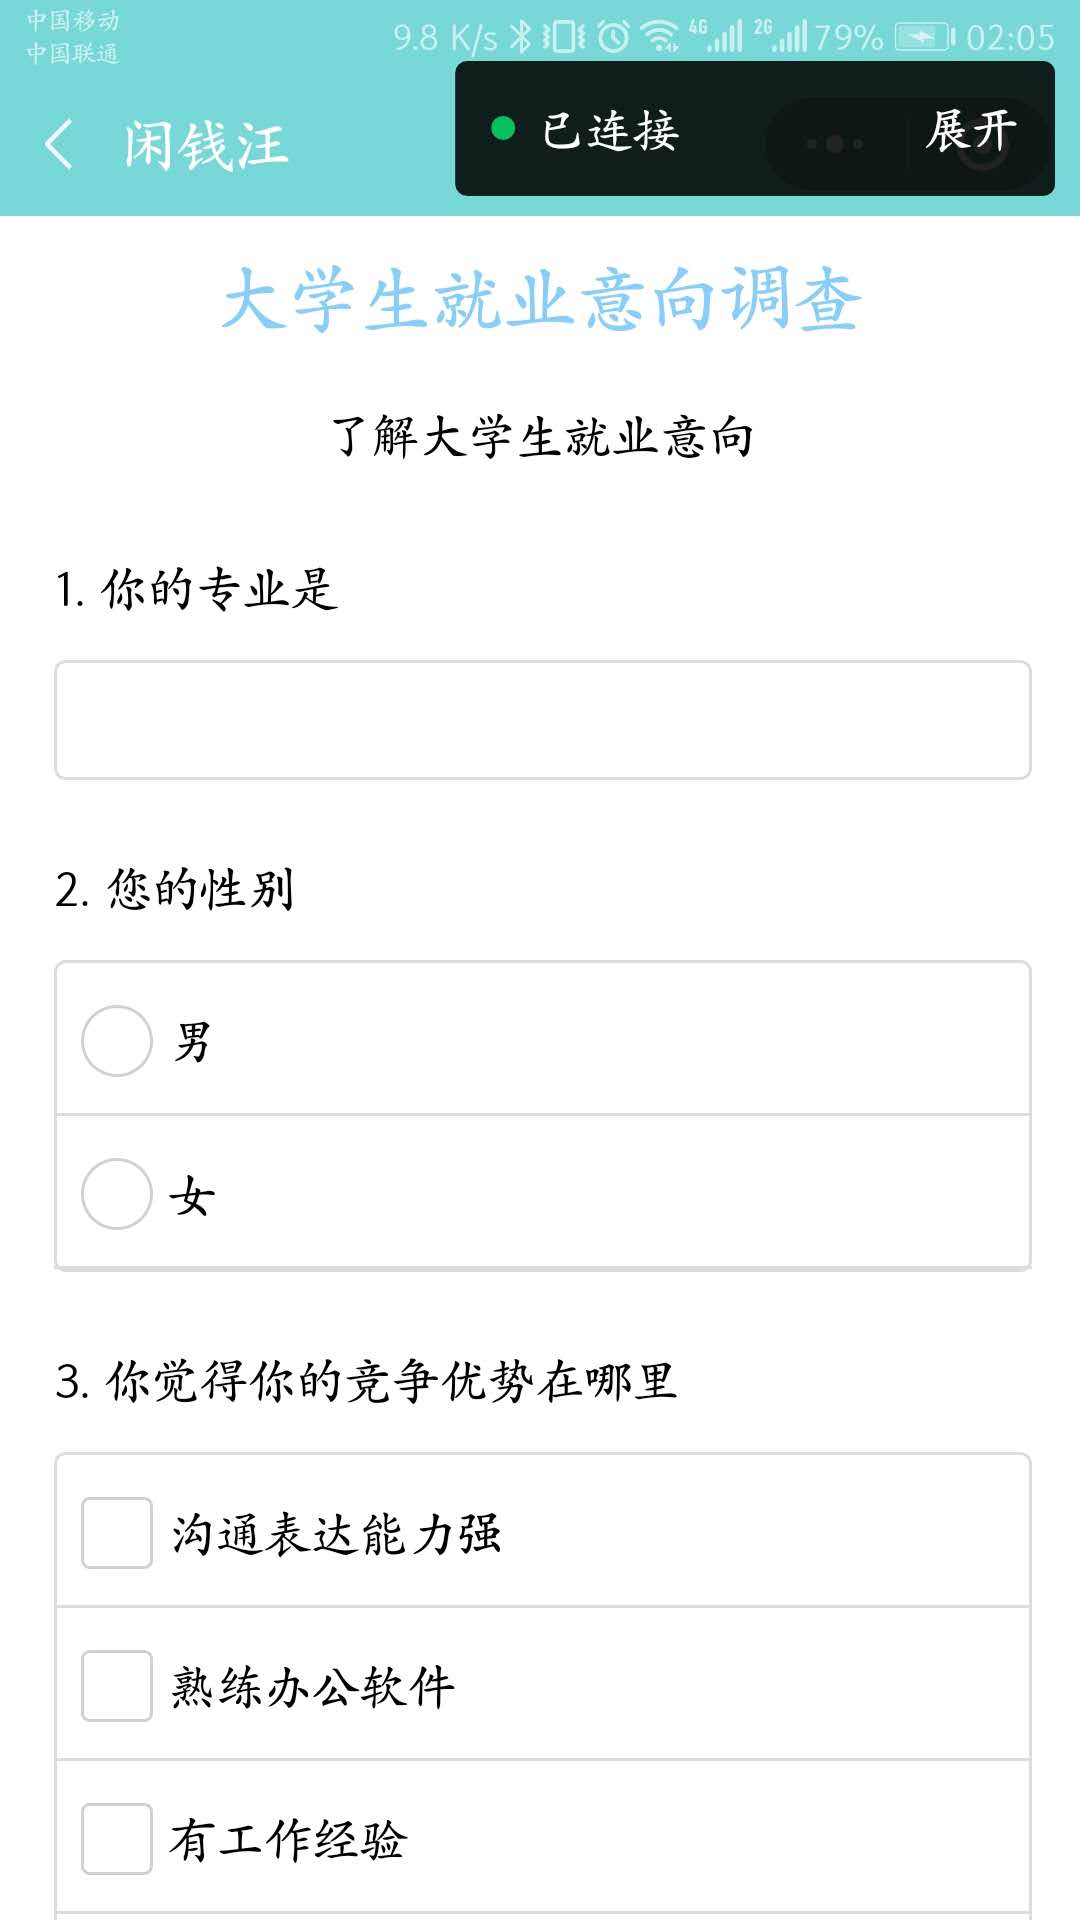 中国移动
中国联通
9.8 K/s 4G 2G 79% 02:05
闲钱汪
已连接 展开
大学生就业意向调查
了解大学生就业意向
1. 你的专业是
2. 您的性别
男
女
3. 你觉得你的竞争优势在哪里
沟通表达能力强
熟练办公软件
有工作经验